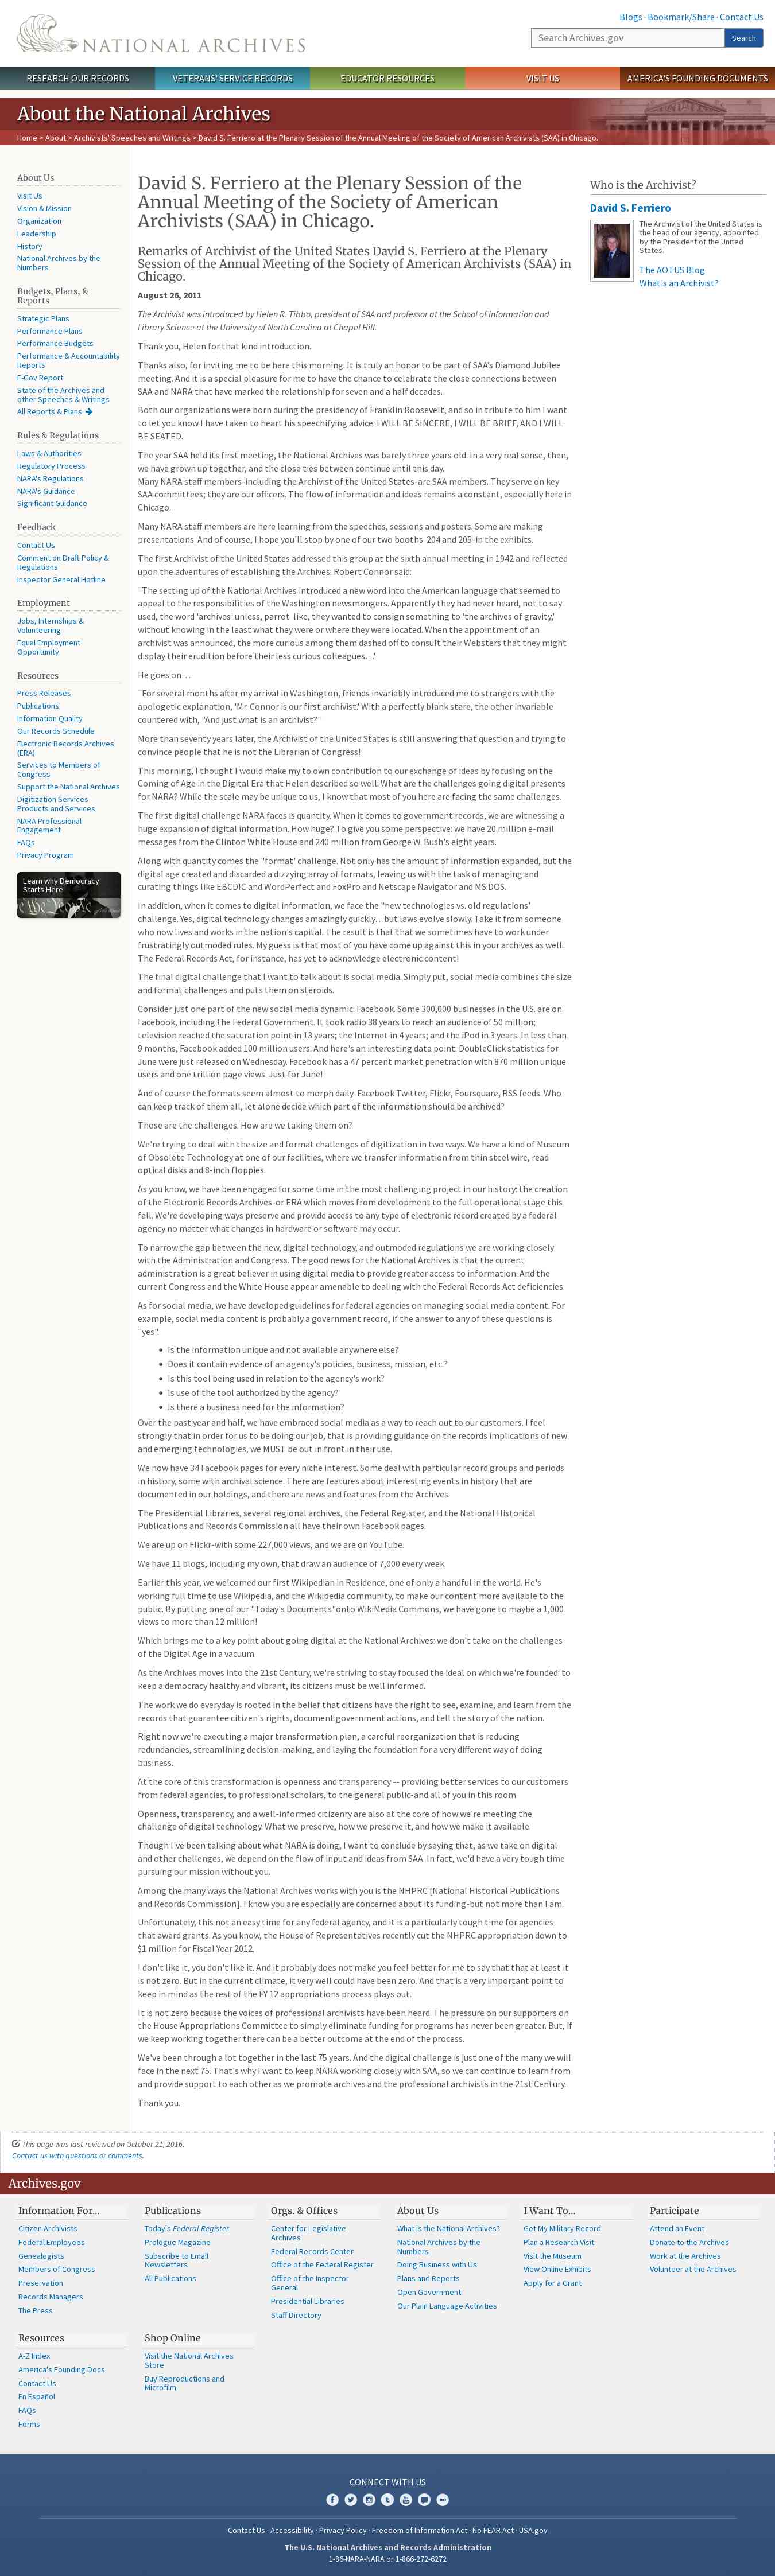 Blogs · Bookmark/Share · Contact Us
NATIONAL ARCHIVES
Search Archives.gov
Search
RESEARCH OUR RECORDS
VETERANS' SERVICE RECORDS
EDUCATOR RESOURCES
VISIT US
AMERICA'S FOUNDING DOCUMENTS
About the National Archives
Home > About > Archivists' Speeches and Writings > David S. Ferriero at the Plenary Session of the Annual Meeting of the Society of American Archivists (SAA) in Chicago.
About Us
Visit Us
Vision & Mission
Organization
Leadership
History
National Archives by the
Numbers
Budgets, Plans, &
Reports
Strategic Plans
Performance Plans
Performance Budgets
Performance & Accountability
Reports
E-Gov Report
State of the Archives and
other Speeches & Writings
All Reports & Plans
Rules & Regulations
Laws & Authorities
Regulatory Process
NARA's Regulations
NARA's Guidance
Significant Guidance
Feedback
Contact Us
Comment on Draft Policy &
Regulations
Inspector General Hotline
Employment
Jobs, Internships &
Volunteering
Equal Employment
Opportunity
Resources
Press Releases
Publications
Information Quality
Our Records Schedule
Electronic Records Archives
(ERA)
Services to Members of
Congress
Support the National Archives
Digitization Services
Products and Services
NARA Professional
Engagement
FAQs
Privacy Program
Learn why Democracy
Starts Here
We the People
David S. Ferriero at the Plenary Session of the
Annual Meeting of the Society of American
Archivists (SAA) in Chicago.
Remarks of Archivist of the United States David S. Ferriero at the Plenary
Session of the Annual Meeting of the Society of American Archivists (SAA) in
Chicago.
August 26, 2011
The Archivist was introduced by Helen R. Tibbo, president of SAA and professor at the School of Information and
Library Science at the University of North Carolina at Chapel Hill.
Thank you, Helen for that kind introduction.
Thanks also, for inviting me to be here this morning. It is truly an honor to be part of SAA's Diamond Jubilee
meeting. And it is a special pleasure for me to have the chance to celebrate the close connections between
SAA and NARA that have marked the relationship for seven and a half decades.
Both our organizations were born during the presidency of Franklin Roosevelt, and so in tribute to him I want
to let you know I have taken to heart his speechifying advice: I WILL BE SINCERE, I WILL BE BRIEF, AND I WILL
BE SEATED.
The year SAA held its first meeting, the National Archives was barely three years old. In a very real sense, then,
we have grown up together, and the close ties between continue until this day.
Many NARA staff members-including the Archivist of the United States-are SAA members. They serve on key
SAA committees; they are our officers. The flow of information and ideas remains a constant, especially here in
Chicago.
Many NARA staff members are here learning from the speeches, sessions and posters. Some are making
presentations. And of course, I hope you'll stop by one of our two booths-204 and 205-in the exhibits.
The first Archivist of the United States addressed this group at the sixth annual meeting in 1942 and reflected
upon the adventures of establishing the Archives. Robert Connor said:
"The setting up of the National Archives introduced a new word into the American language that seemed to
appeal to the responsibilities of the Washington newsmongers. Apparently they had never heard, not to say
used, the word 'archives' unless, parrot-like, they wanted to consign something to 'the archives of gravity,'
without knowing in the least what they were or where they were located. When the appointment of an
archivist was announced, the more curious among them dashed off to consult their Websters that they might
display their erudition before their less curious colleagues. . .'
He goes on. . .
"For several months after my arrival in Washington, friends invariably introduced me to strangers with the
apologetic explanation, 'Mr. Connor is our first archivist.' With a perfectly blank stare, the other invariable
countered with, "And just what is an archivist?''
More than seventy years later, the Archivist of the United States is still answering that question and trying to
convince people that he is not the Librarian of Congress!
This morning, I thought I would make my to own contribution to our exchange of ideas by focusing on the
Coming of Age in the Digital Era that Helen described so well: What are the challenges going digital presents
for NARA? While the scale may be unique to us, I know that most of you here are facing the same challenges.
The first digital challenge NARA faces is quantity. When it comes to government records, we are witnessing a
huge surge of digital information. How huge? To give you some perspective: we have 20 million e-mail
messages from the Clinton White House and 240 million from George W. Bush's eight years.
Along with quantity comes the "format' challenge. Not only has the amount of information expanded, but the
digital age has created and discarded a dizzying array of formats, leaving us with the task of managing and
curating things like EBCDIC and WordPerfect and FoxPro and Netscape Navigator and MS DOS.
In addition, when it comes to digital information, we face the "new technologies vs. old regulations'
challenge. Yes, digital technology changes amazingly quickly. . .but laws evolve slowly. Take it from someone
who now lives and works in the nation's capital. The result is that that we sometimes have to work under
frustratingly outmoded rules. My guess is that most of you have come up against this in your archives as well.
The Federal Records Act, for instance, has yet to acknowledge electronic content!
The final digital challenge that I want to talk about is social media. Simply put, social media combines the size
and format challenges and puts them on steroids.
Consider just one part of the new social media dynamic: Facebook. Some 300,000 businesses in the U.S. are on
Facebook, including the Federal Government. It took radio 38 years to reach an audience of 50 million;
television reached the saturation point in 13 years; the Internet in 4 years; and the iPod in 3 years. In less than
9 months, Facebook added 100 million users. And here's an interesting data point: DoubleClick statistics for
June were just released on Wednesday. Facebook has a 47 percent market penetration with 870 million unique
users and one trillion page views. Just for June!
And of course the formats seem almost to morph daily-Facebook Twitter, Flickr, Foursquare, RSS feeds. Who
can keep track of them all, let alone decide which part of the information should be archived?
Those are the challenges. How are we taking them on?
We're trying to deal with the size and format challenges of digitization in two ways. We have a kind of Museum
of Obsolete Technology at one of our facilities, where we transfer information from thin steel wire, read
optical disks and 8-inch floppies.
As you know, we have been engaged for some time in the most challenging project in our history: the creation
of the Electronic Records Archives-or ERA which moves from development to the full operational stage this
fall. We're developing ways preserve and provide access to any type of electronic record created by a federal
agency no matter what changes in hardware or software may occur.
To narrow the gap between the new, digital technology, and outmoded regulations we are working closely
with the Administration and Congress. The good news for the National Archives is that the current
administration is a great believer in using digital media to provide greater access to information. And the
current Congress and the White House appear amenable to dealing with the Federal Records Act deficiencies.
As for social media, we have developed guidelines for federal agencies on managing social media content. For
example, social media content is probably a government record, if the answer to any of these questions is
"yes".
• Is the information unique and not available anywhere else?
• Does it contain evidence of an agency's policies, business, mission, etc.?
• Is this tool being used in relation to the agency's work?
• Is use of the tool authorized by the agency?
• Is there a business need for the information?
Over the past year and half, we have embraced social media as a way to reach out to our customers. I feel
strongly that in order for us to be doing our job, that is providing guidance on the records implications of new
and emerging technologies, we MUST be out in front in their use.
We now have 34 Facebook pages for every niche interest. Some deal with particular record groups and periods
in history, some with archival science. There are features about interesting events in history that are
documented in our holdings, and there are news and features from the Archives.
The Presidential Libraries, several regional archives, the Federal Register, and the National Historical
Publications and Records Commission all have their own Facebook pages.
We are up on Flickr-with some 227,000 views, and we are on YouTube.
We have 11 blogs, including my own, that draw an audience of 7,000 every week.
Earlier this year, we welcomed our first Wikipedian in Residence, one of only a handful in the world. He's
working full time to use Wikipedia, and the Wikipedia community, to make our content more available to the
public. By putting one of our "Today's Documents"onto WikiMedia Commons, we have gone to maybe a 1,000
views to more than 12 million!
Which brings me to a key point about going digital at the National Archives: we don't take on the challenges
of the Digital Age in a vacuum.
As the Archives moves into the 21st Century, we're striving to stay focused the ideal on which we're founded: to
keep a democracy healthy and vibrant, its citizens must be well informed.
The work we do everyday is rooted in the belief that citizens have the right to see, examine, and learn from the
records that guarantee citizen's rights, document government actions, and tell the story of the nation.
Right now we're executing a major transformation plan, a careful reorganization that is reducing
redundancies, streamlining decision-making, and laying the foundation for a very different way of doing
business.
At the core of this transformation is openness and transparency -- providing better services to our customers
from federal agencies, to professional scholars, to the general public-and all of you in this room.
Openness, transparency, and a well-informed citizenry are also at the core of how we're meeting the
challenge of digital technology. What we preserve, how we preserve it, and how we make it available.
Though I've been talking about what NARA is doing, I want to conclude by saying that, as we take on digital
and other challenges, we depend on the flow of input and ideas from SAA. In fact, we'd have a very tough time
pursuing our mission without you.
Among the many ways the National Archives works with you is the NHPRC [National Historical Publications
and Records Commission]. I know you are especially are concerned about its funding-but not more than I am.
Unfortunately, this not an easy time for any federal agency, and it is a particularly tough time for agencies
that award grants. As you know, the House of Representatives recently cut the NHPRC appropriation down to
$1 million for Fiscal Year 2012.
I don't like it, you don't like it. And it probably does not make you feel better for me to say that that at least it
is not zero. But in the current climate, it very well could have been zero. And that is a very important point to
keep in mind as the rest of the FY 12 appropriations process plays out.
It is not zero because the voices of professional archivists have been heard. The pressure on our supporters on
the House Appropriations Committee to simply eliminate funding for programs has never been greater. But, if
we keep working together there can be a better outcome at the end of the process.
We've been through a lot together in the last 75 years. And the digital challenge is just one of the many we will
face in the next 75. That's why I want to keep NARA working closely with SAA, so we can continue to grow and
provide support to each other as we promote archives and the professional archivists in the 21st Century.
Thank you.
Who is the Archivist?
David S. Ferriero
The Archivist of the United States is
the head of our agency, appointed
by the President of the United
States.
The AOTUS Blog
What's an Archivist?
This page was last reviewed on October 21, 2016.
Contact us with questions or comments.
Archives.gov
Information For…
Citizen Archivists
Federal Employees
Genealogists
Members of Congress
Preservation
Records Managers
The Press
Publications
Today's Federal Register
Prologue Magazine
Subscribe to Email
Newsletters
All Publications
Orgs. & Offices
Center for Legislative
Archives
Federal Records Center
Office of the Federal Register
Office of the Inspector
General
Presidential Libraries
Staff Directory
About Us
What is the National Archives?
National Archives by the
Numbers
Doing Business with Us
Plans and Reports
Open Government
Our Plain Language Activities
I Want To…
Get My Military Record
Plan a Research Visit
Visit the Museum
View Online Exhibits
Apply for a Grant
Participate
Attend an Event
Donate to the Archives
Work at the Archives
Volunteer at the Archives
Resources
A-Z Index
America's Founding Docs
Contact Us
En Español
FAQs
Forms
Shop Online
Visit the National Archives
Store
Buy Reproductions and
Microfilm
CONNECT WITH US
Contact Us · Accessibility · Privacy Policy · Freedom of Information Act · No FEAR Act · USA.gov
The U.S. National Archives and Records Administration
1-86-NARA-NARA or 1-866-272-6272